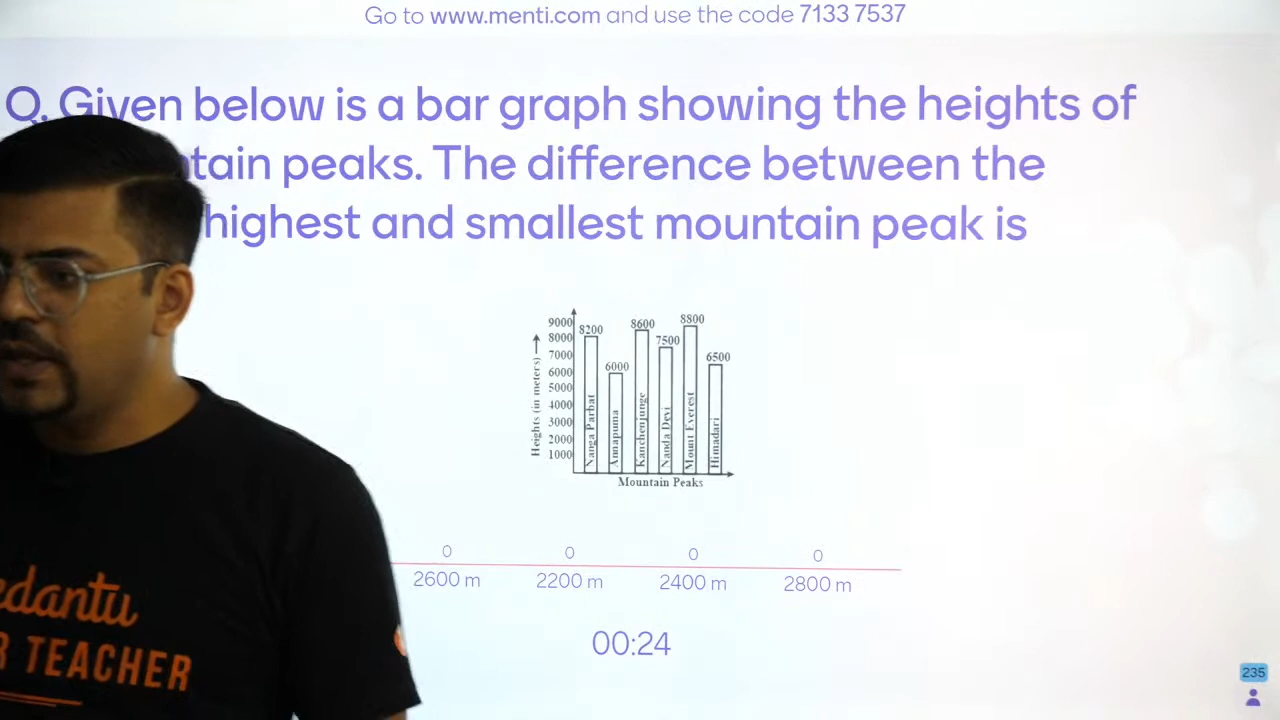 Go to www.menti.com and use the code 7133 7537
Q. Given below is a bar graph showing the heights of
tain peaks. The difference between the
highest and smallest mountain peak is
9000
8000
7000
6000
5000
4000
3000
2000
1000
Heights (in meters)
8200
6000
8600
7500
8800
6500
Nanga Parbat
Annapurna
Kanchenjunge
Nanda Devi
Mount Everest
Himadari
Mountain Peaks
0 0 0 0
2600 m 2200 m 2400 m 2800 m
00:24
235
edantu
R TEACHER